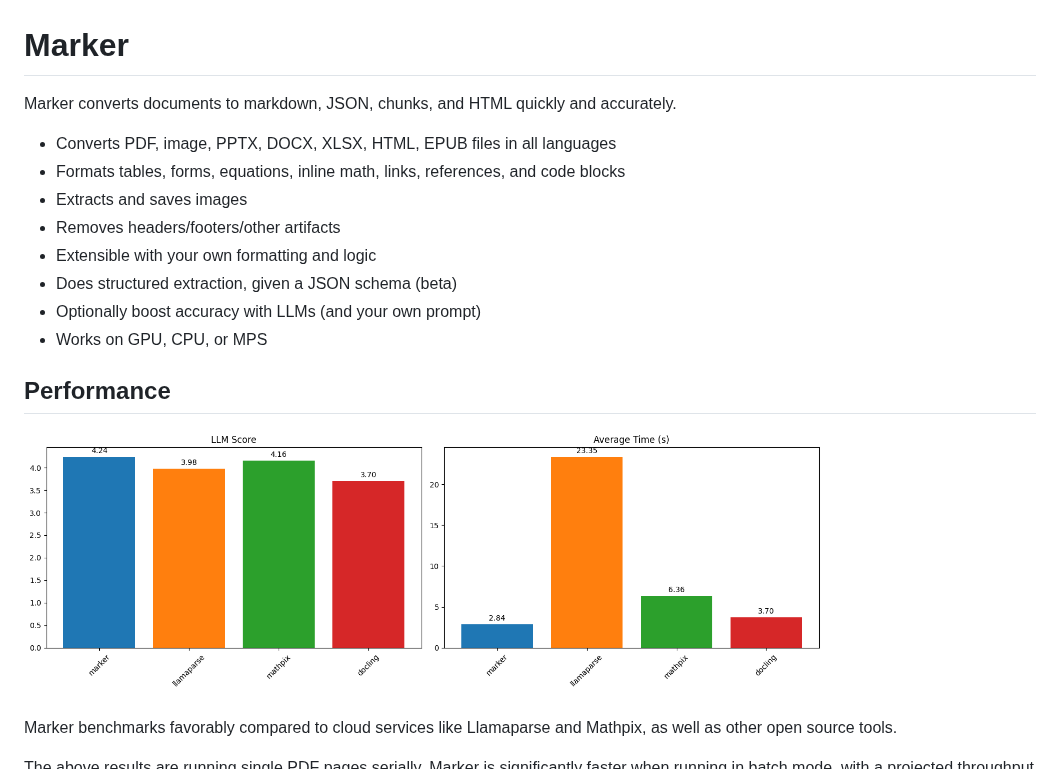 Marker
Marker converts documents to markdown, JSON, chunks, and HTML quickly and accurately.
Converts PDF, image, PPTX, DOCX, XLSX, HTML, EPUB files in all languages
Formats tables, forms, equations, inline math, links, references, and code blocks
Extracts and saves images
Removes headers/footers/other artifacts
Extensible with your own formatting and logic
Does structured extraction, given a JSON schema (beta)
Optionally boost accuracy with LLMs (and your own prompt)
Works on GPU, CPU, or MPS
Performance
LLM Score
4.24
3.98
4.16
3.70
4.0
3.5
3.0
2.5
2.0
1.5
1.0
0.5
0.0
marker
llamaparse
mathpix
docling
Average Time (s)
23.35
2.84
6.36
3.70
20
15
10
5
0
marker
llamaparse
mathpix
docling
Marker benchmarks favorably compared to cloud services like Llamaparse and Mathpix, as well as other open source tools.
The above results are running single PDF pages serially. Marker is significantly faster when running in batch mode, with a projected throughput